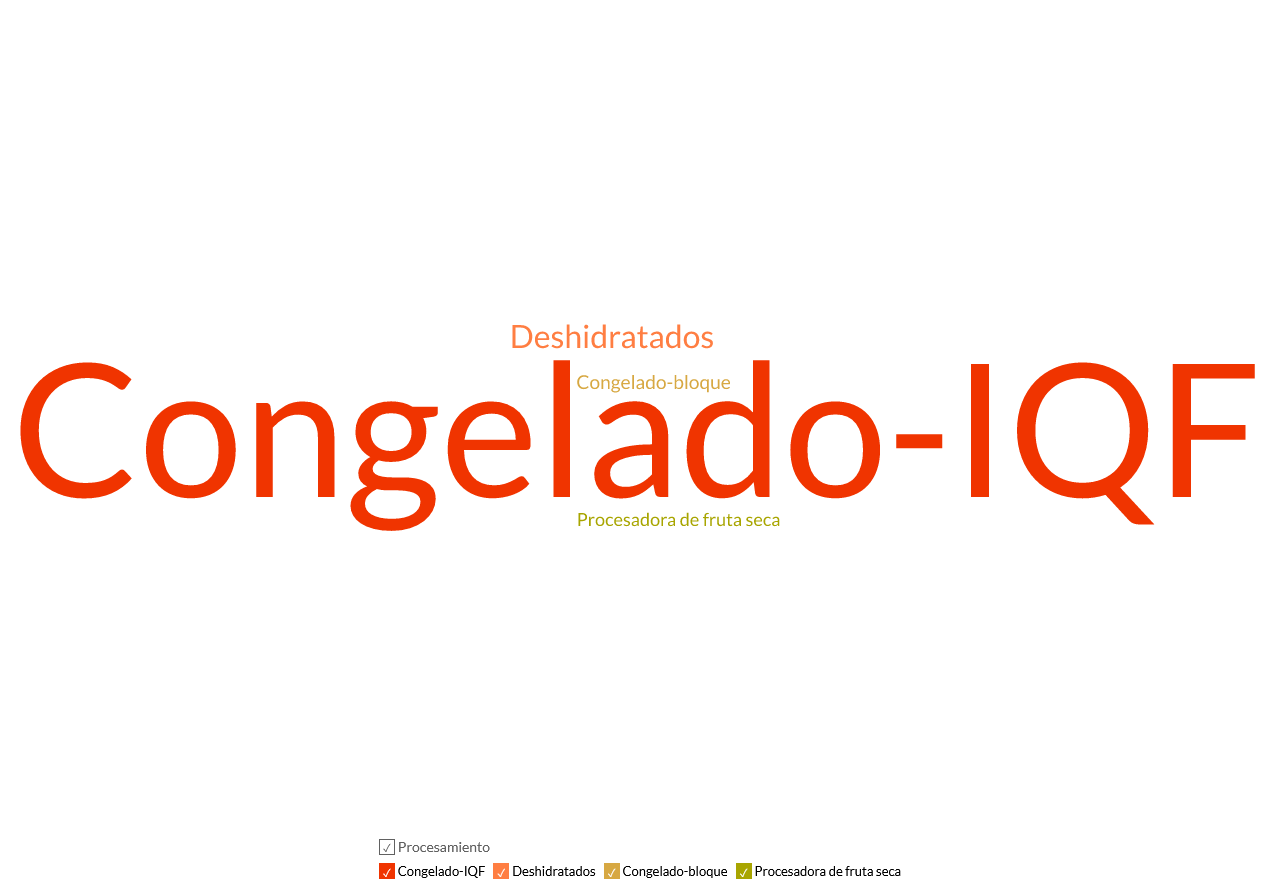 Deshidratados
Congelado-bloque
Congelado-IQF
Procesadora de fruta seca
Procesamiento
Congelado-IQF Deshidratados Congelado-bloque Procesadora de fruta seca